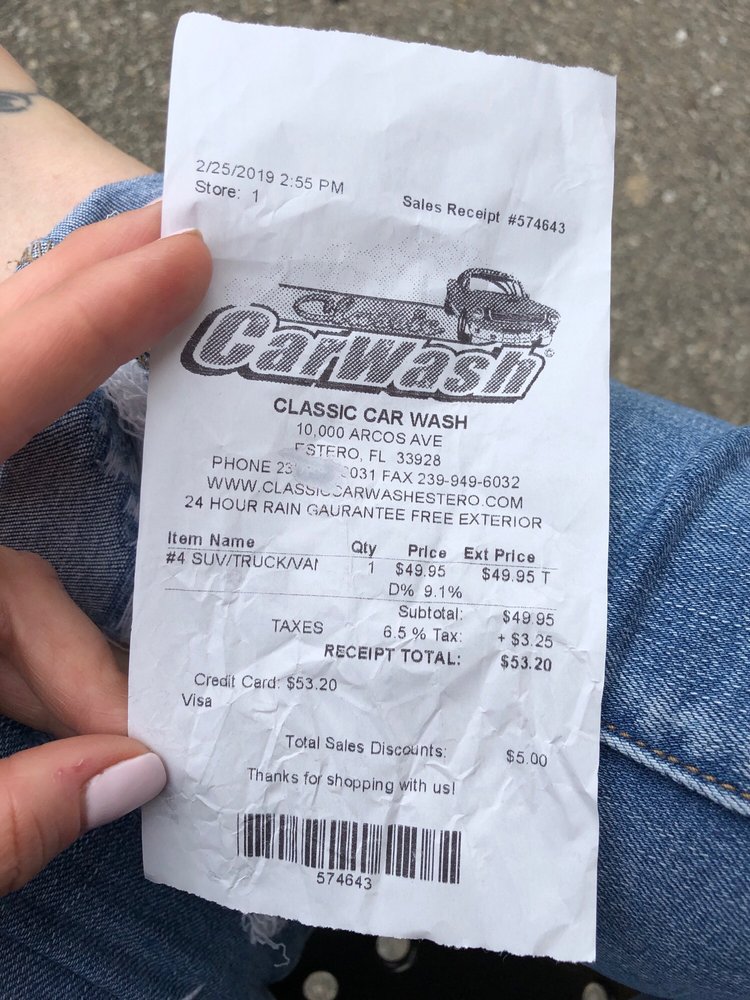 2/25/2019 2:55 PM
Store: 1
Sales Receipt #574643
Classic
CarWash
CLASSIC CAR WASH
10,000 ARCOS AVE
ESTERO, FL 33928
PHONE 23 031 FAX 239-949-6032
WWW.CLASSICCARWASHESTERO.COM
24 HOUR RAIN GAURANTEE FREE EXTERIOR
Item Name Qty Price Ext Price
#4 SUV/TRUCK/VAN 1 $49.95 $49.95 T
D% 9.1%
Subtotal: $49.95
TAXES 6.5 % Tax: + $3.25
RECEIPT TOTAL: $53.20
Credit Card: $53.20
Visa
Total Sales Discounts: $5.00
Thanks for shopping with us!
574643